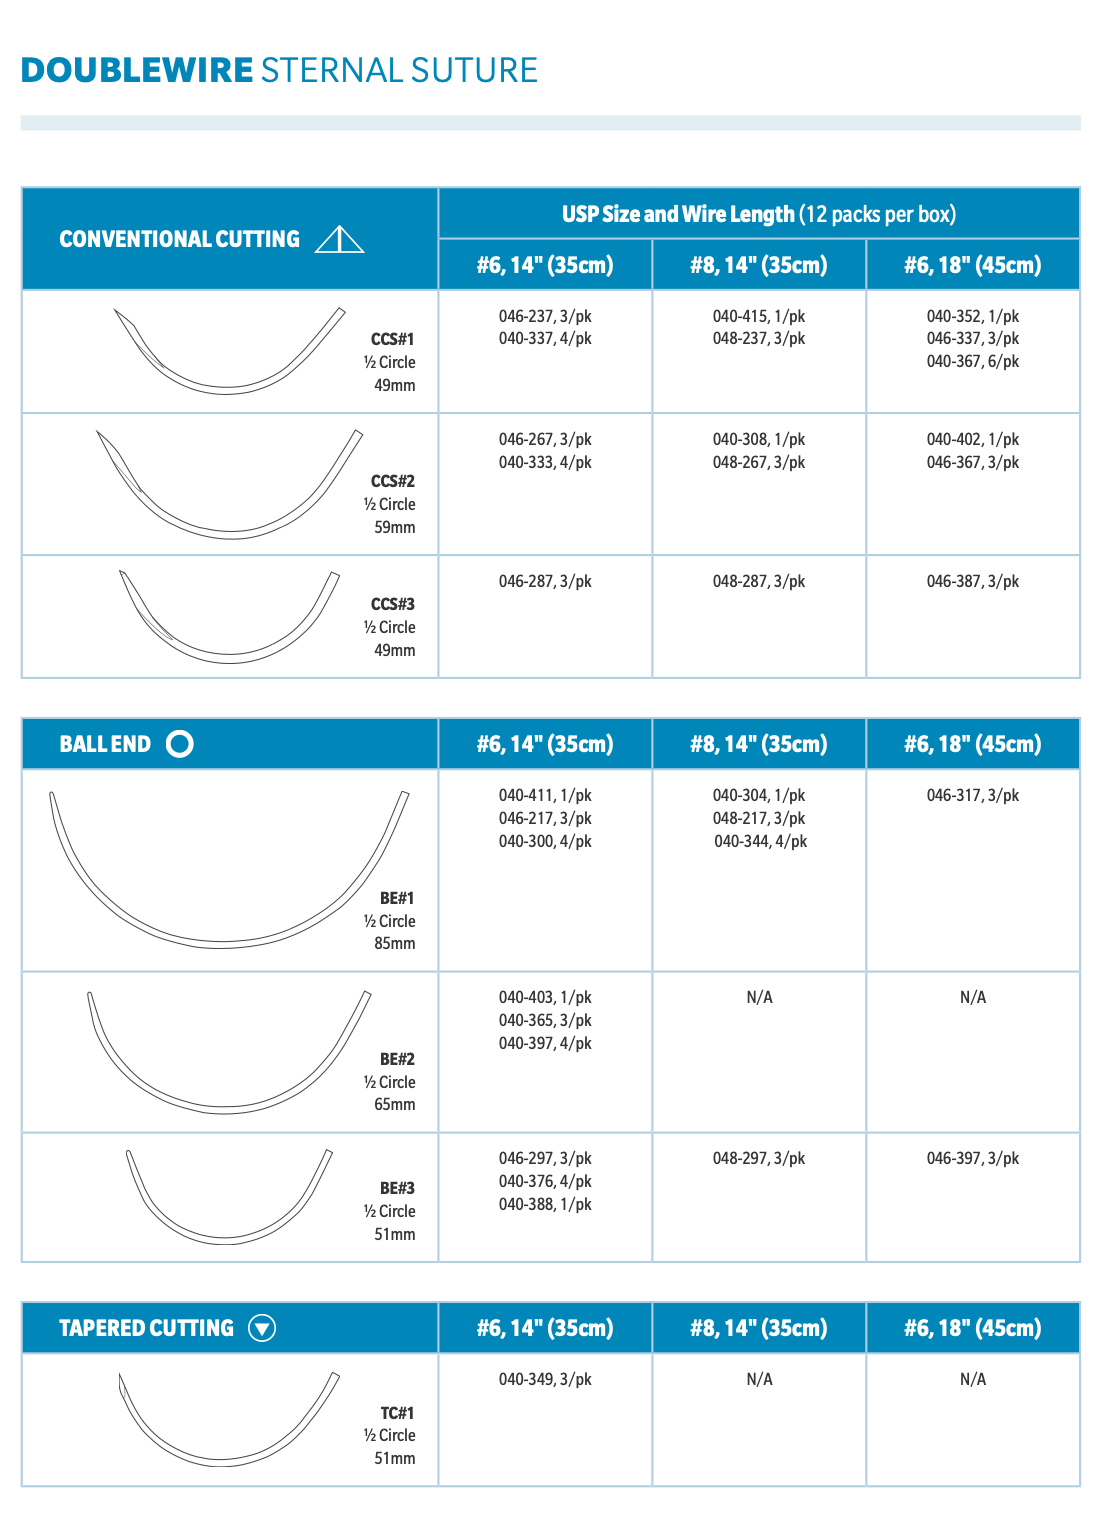 DOUBLEWIRE STERNAL SUTURE
CONVENTIONAL CUTTING
USP Size and Wire Length (12 packs per box)
#6, 14" (35cm) #8, 14" (35cm) #6, 18" (45cm)
CCS#1
½ Circle
49mm
046-237, 3/pk
040-337, 4/pk
040-415, 1/pk
048-237, 3/pk
040-352, 1/pk
046-337, 3/pk
040-367, 6/pk
CCS#2
½ Circle
59mm
046-267, 3/pk
040-333, 4/pk
040-308, 1/pk
048-267, 3/pk
040-402, 1/pk
046-367, 3/pk
CCS#3
½ Circle
49mm
046-287, 3/pk
048-287, 3/pk
046-387, 3/pk
BALL END #6, 14" (35cm) #8, 14" (35cm) #6, 18" (45cm)
BE#1
½ Circle
85mm
040-411, 1/pk
046-217, 3/pk
040-300, 4/pk
040-304, 1/pk
048-217, 3/pk
040-344, 4/pk
046-317, 3/pk
BE#2
½ Circle
65mm
040-403, 1/pk
040-365, 3/pk
040-397, 4/pk
N/A
N/A
BE#3
½ Circle
51mm
046-297, 3/pk
040-376, 4/pk
040-388, 1/pk
048-297, 3/pk
046-397, 3/pk
TAPERED CUTTING #6, 14" (35cm) #8, 14" (35cm) #6, 18" (45cm)
TC#1
½ Circle
51mm
040-349, 3/pk
N/A
N/A